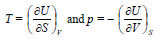 T = (∂U/∂S)_V and p = −(∂U/∂V)_S